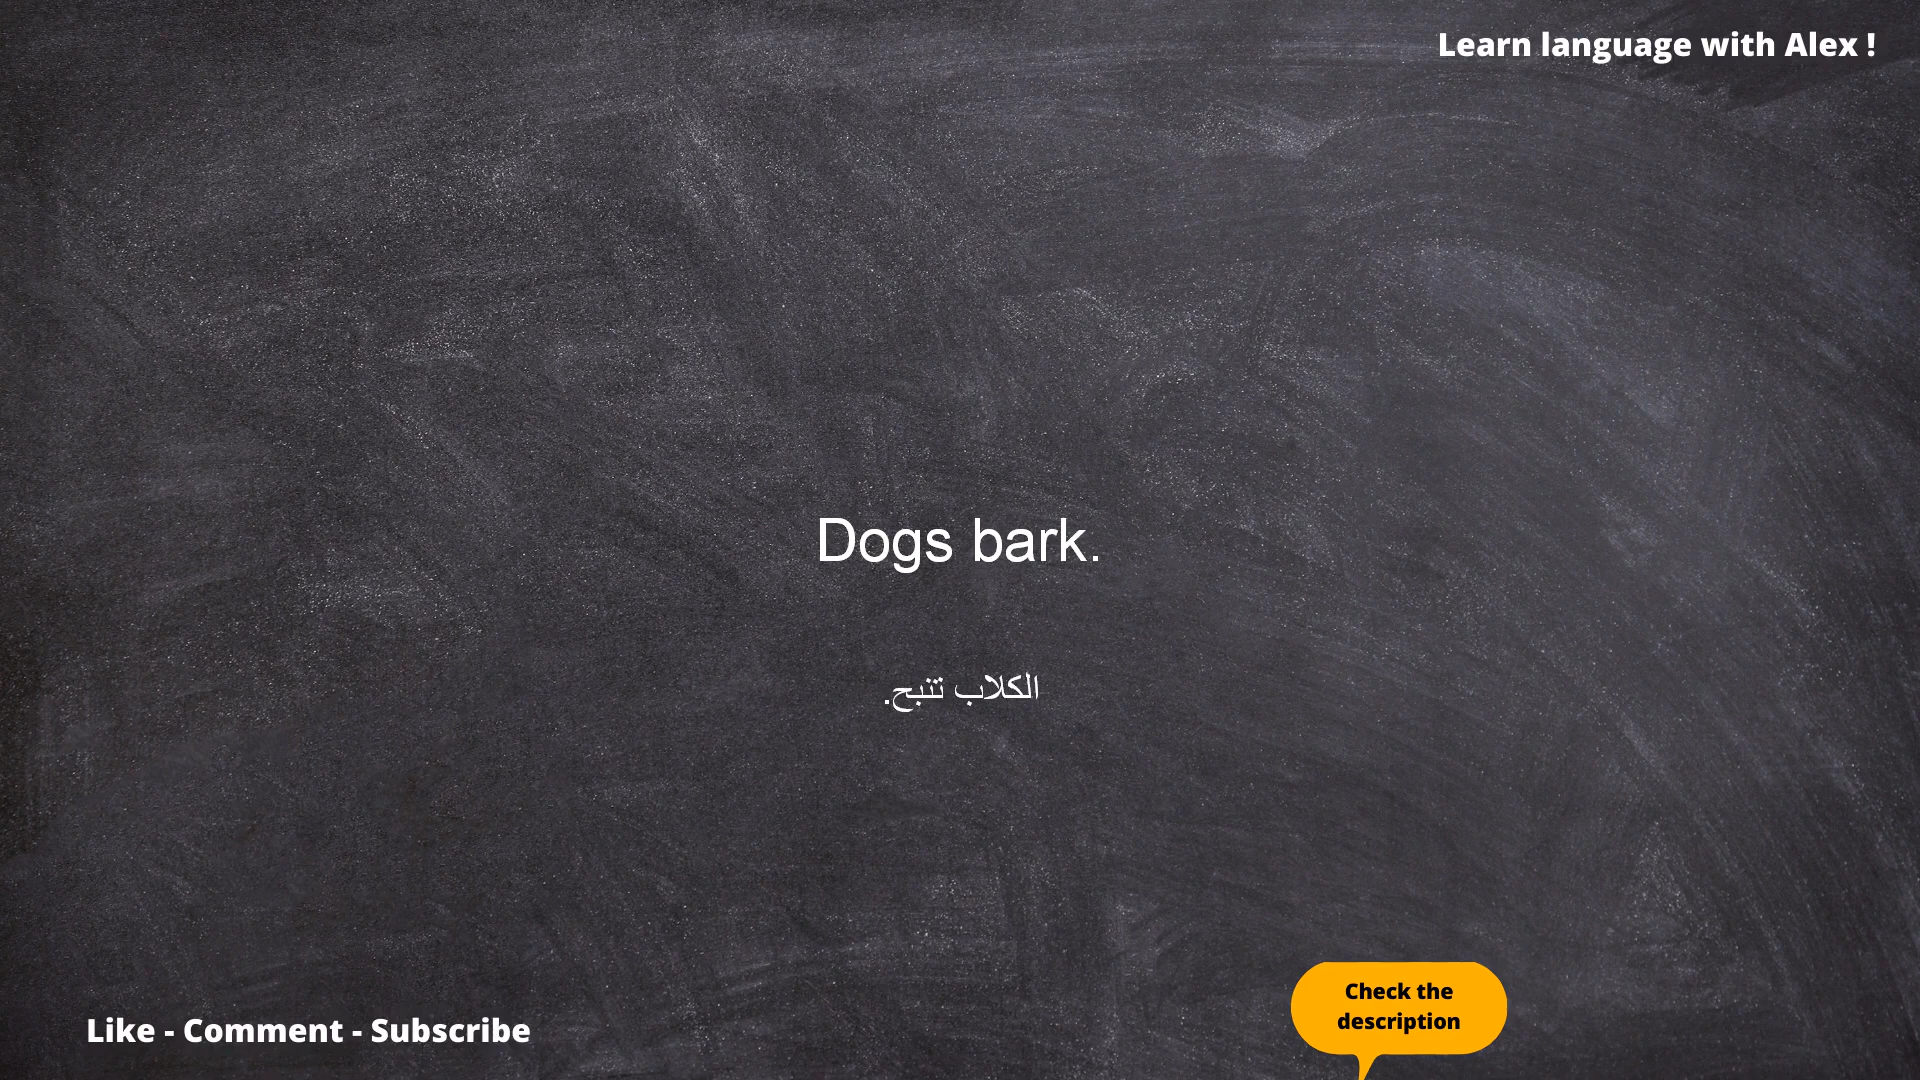 Learn language with Alex !
Dogs bark.
الكلاب تنبح.
Check the
description
Like - Comment - Subscribe